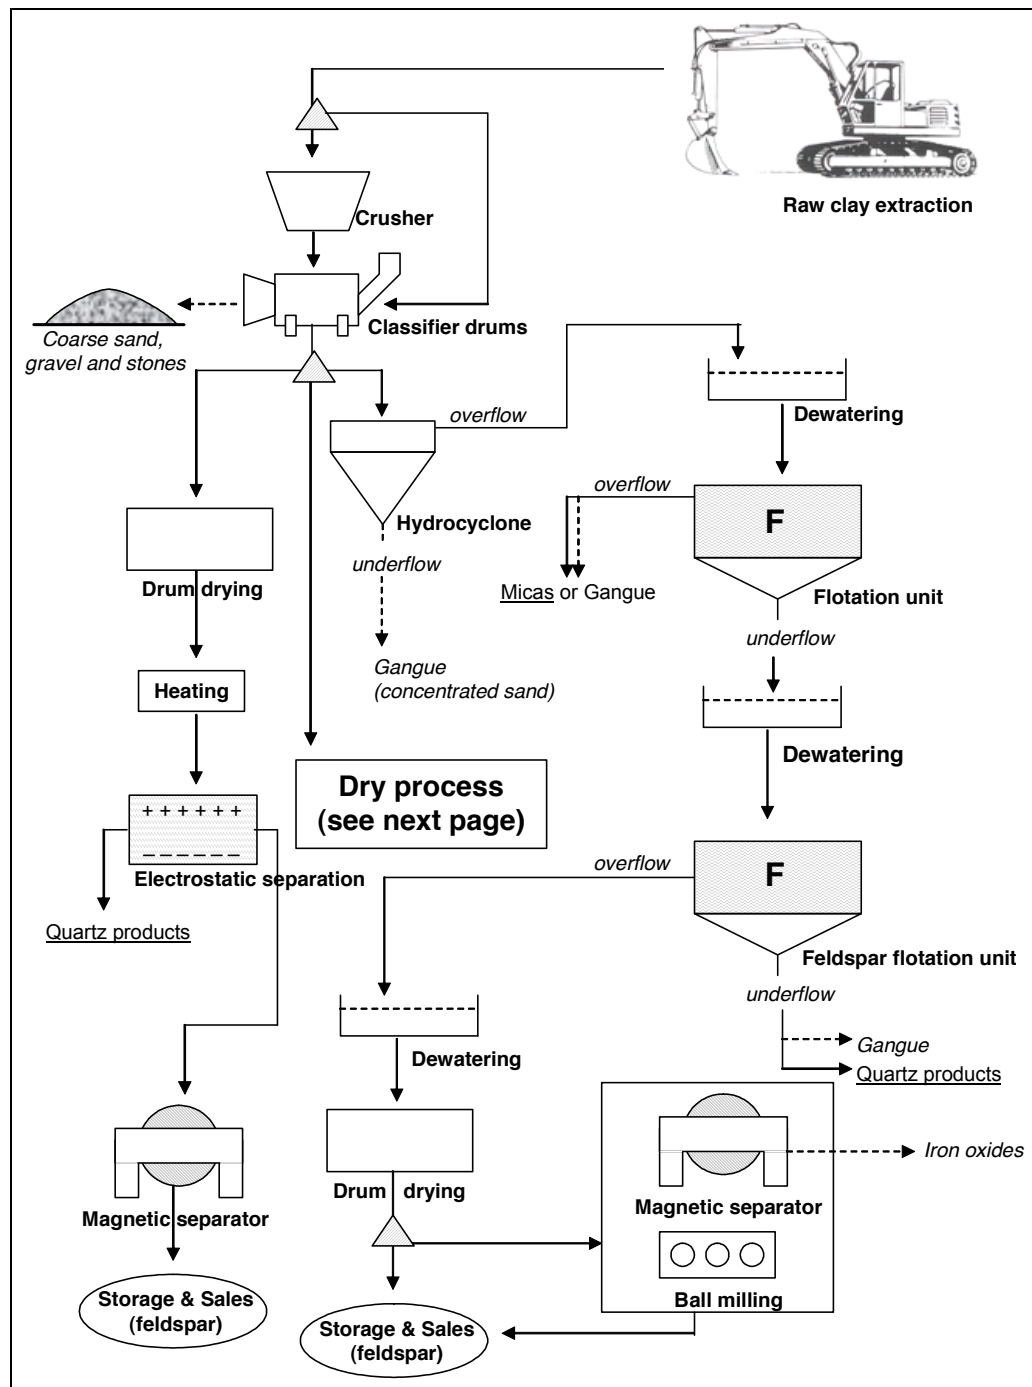 Raw clay extraction
Crusher
Classifier drums
Coarse sand,
gravel and stones
overflow
Dewatering
Hydrocyclone
underflow
Gangue
(concentrated sand)
overflow
F
Micas or Gangue
Flotation unit
underflow
Drum drying
Heating
Dewatering
Dry process
(see next page)
+ + + + + +
_ _ _ _ _ _
Electrostatic separation
Quartz products
overflow
F
Feldspar flotation unit
underflow
Gangue
Quartz products
Dewatering
Drum drying
Magnetic separator
Iron oxides
Magnetic separator
Ball milling
Storage & Sales
(feldspar)
Storage & Sales
(feldspar)